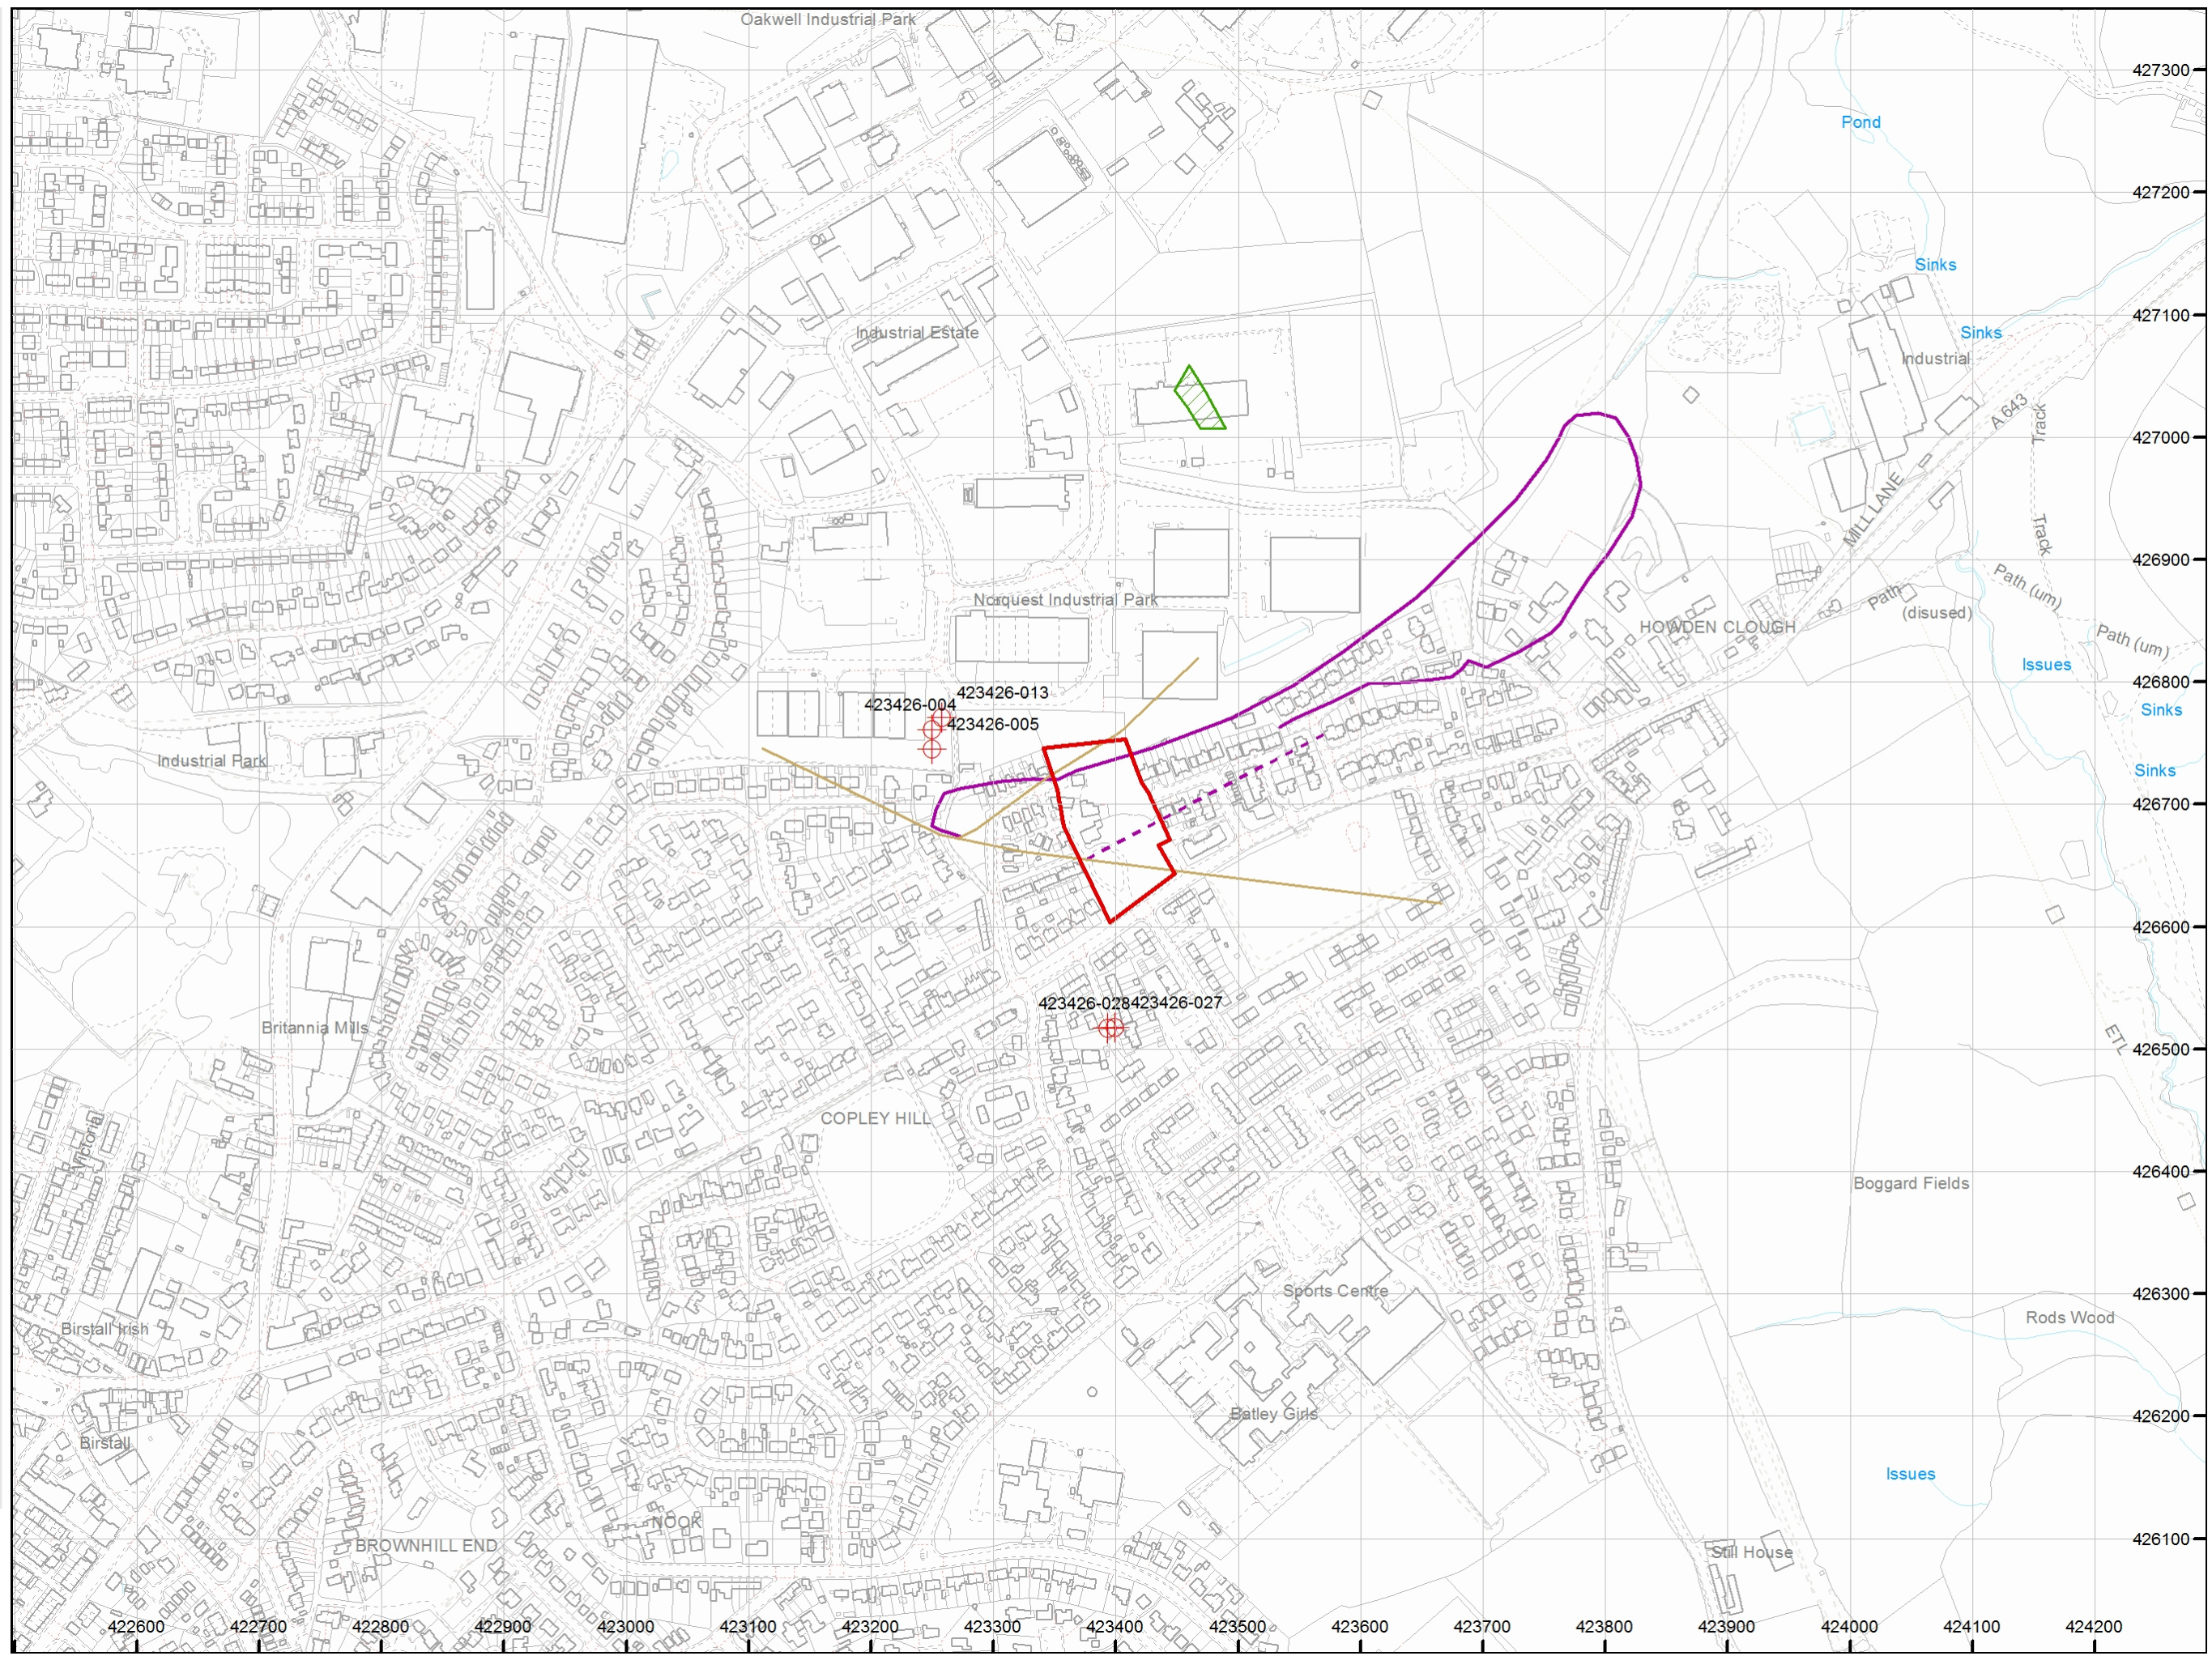 Oakwell Industrial Park
427300
Pond
427200
Sinks
427100
Industrial Estate
Sinks
Industrial
A 643
Track
427000
MILL LANE
Track
426900
Path (um)
Norquest Industrial Park
Path
(disused)
HOWDEN CLOUGH
Path (um)
Issues
426800
423426-013
423426-004
423426-005
Sinks
Industrial Park
Sinks
426700
426600
423426-028
423426-027
Britannia Mills
426500
ETL
COPLEY HILL
Victoria
426400
Boggard Fields
Sports Centre
426300
Rods Wood
Birstall Irish
Batley Girls
426200
Birstall
Issues
NOOK
BROWNHILL END
426100
Still House
422600 422700 422800 422900 423000 423100 423200 423300 423400 423500 423600 423700 423800 423900 424000 424100 424200